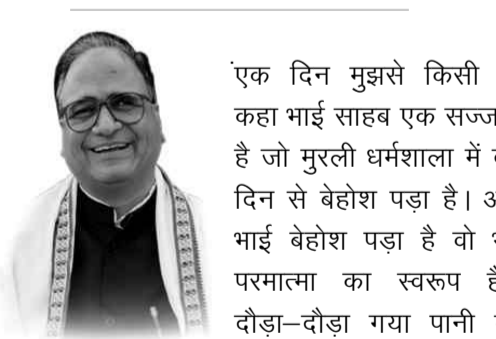 एक दिन मुझसे किसी
कहा भाई साहब एक सज्ज
है जो मुरली धर्मशाला में
दिन से बेहोश पड़ा है।
भाई बेहोश पड़ा है वो
परमात्मा का स्वरूप
दौड़ा–दौड़ा गया पानी